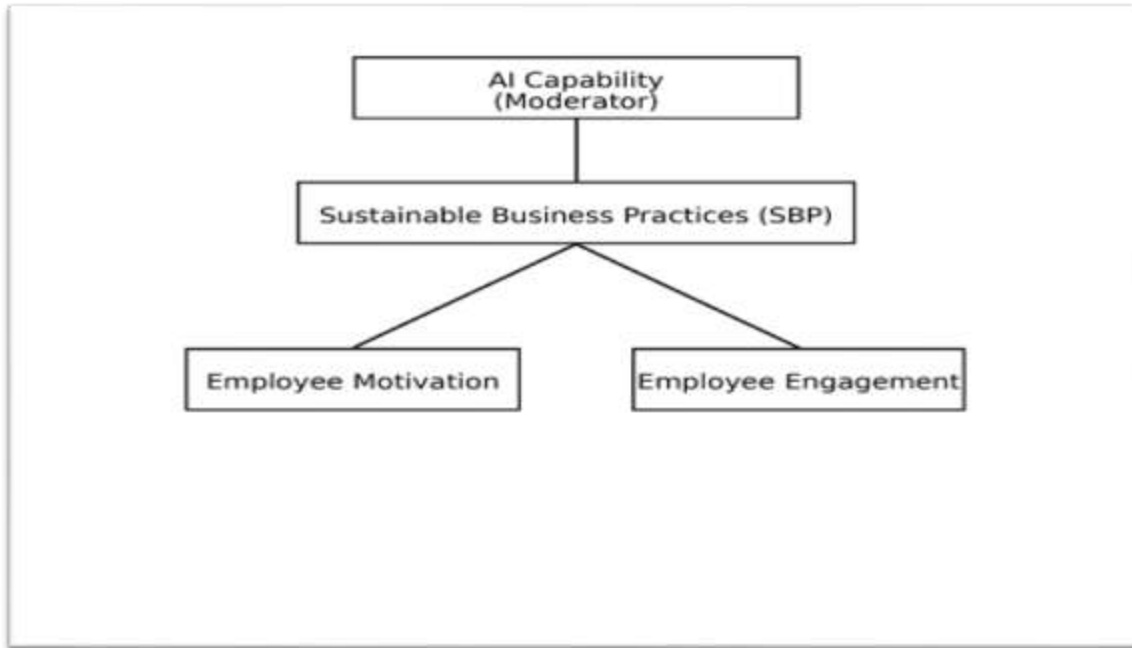 AI Capability
(Moderator)
Sustainable Business Practices (SBP)
Employee Motivation
Employee Engagement